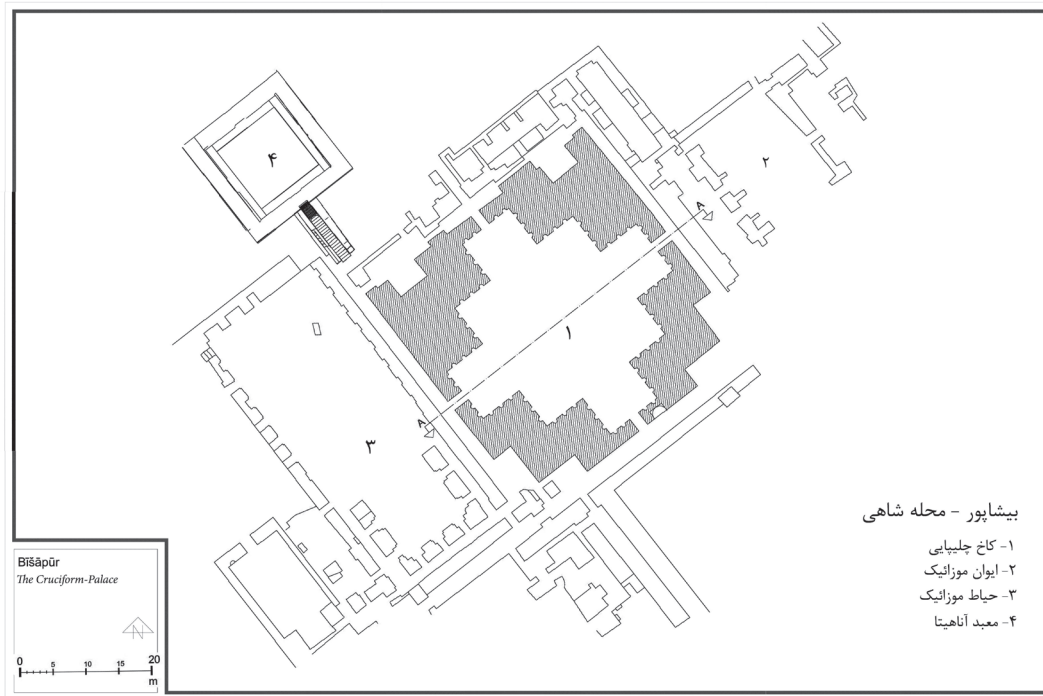 ۴
۲
A
۱
A
۳
بیشاپور - محله شاهی
۱- کاخ چلیپایی
۲- ایوان موزائیک
۳- حیاط موزائیک
۴- معبد آناهیتا
Bīšāpūr
The Cruciform-Palace
N
0 5 10 15 20
m